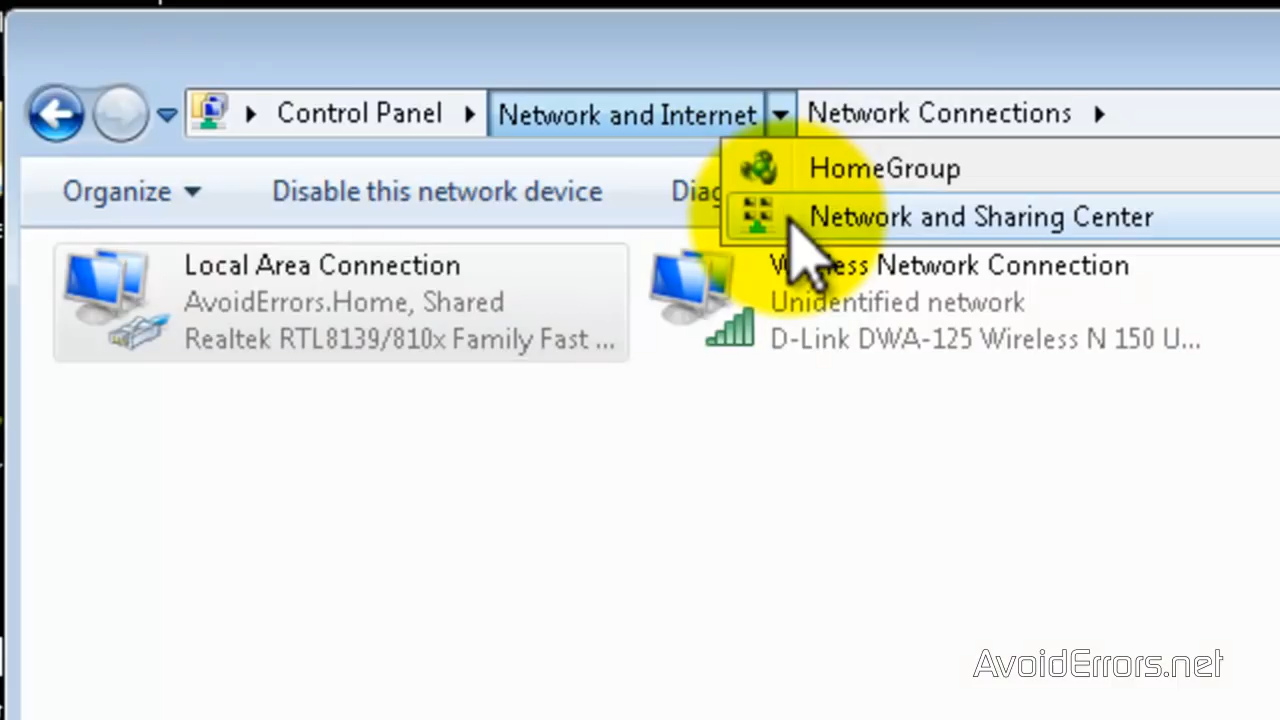 Control Panel
Network and Internet
Network Connections
HomeGroup
Network and Sharing Center
Organize
Disable this network device
Local Area Connection
AvoidErrors.Home, Shared
Realtek RTL8139/810x Family Fast ...
Network Connection
Unidentified network
D-Link DWA-125 Wireless N 150 U...
AvoidErrors.net